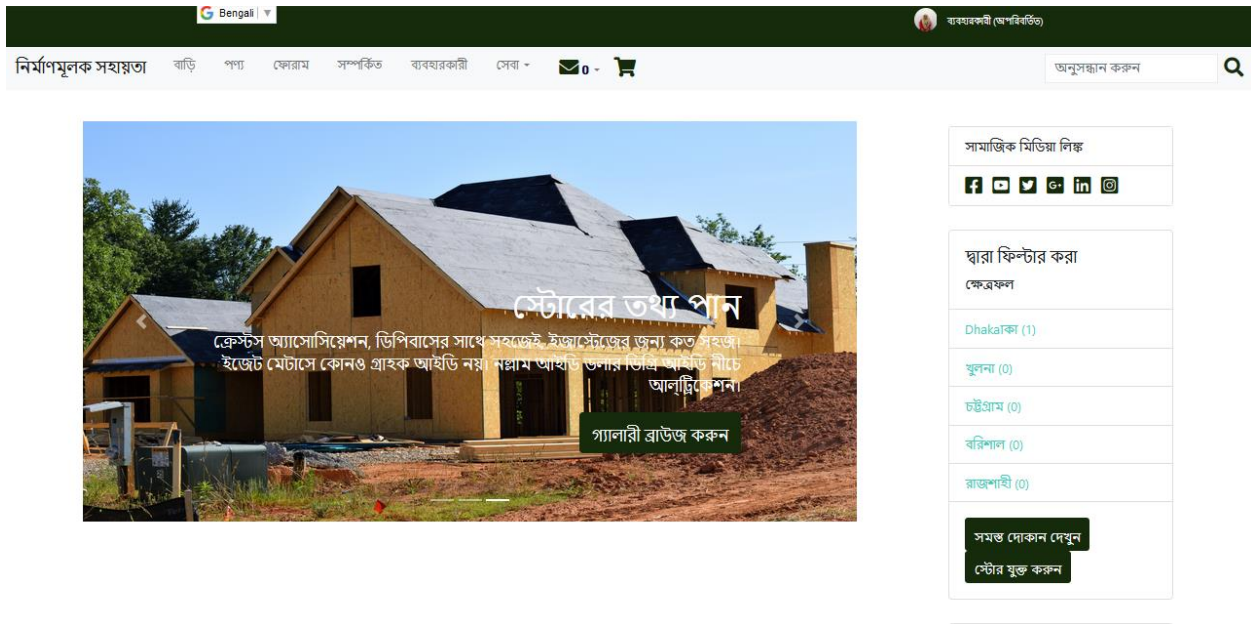 Bengali
ব্যবহারকারী (অপরিবর্তিত)
নির্মাণমূলক সহায়তা বাড়ি পণ্য ফোরাম সম্পর্কিত ব্যবহারকারী সেবা 0 অনুসন্ধান করুন
স্টোরের তথ্য পান
ক্রেস্টস অ্যাসোসিয়েশন, ডিপিবাসের সাথে সহজেই, ইজাস্টেজের জন্য কত সহজ।
ইজেট মেটাসে কোনও গ্রাহক আইডি নয়। নল্লাম আইডি ডলার ডিগ্রি আইডি নীচে
আল্ট্রিকেশন।
গ্যালারী ব্রাউজ করুন
সামাজিক মিডিয়া লিঙ্ক
দ্বারা ফিল্টার করা
ক্ষেত্রফল
Dhakaাকা (1)
খুলনা (0)
চট্টগ্রাম (0)
বরিশাল (0)
রাজশাহী (0)
সমস্ত দোকান দেখুন
স্টোর যুক্ত করুন